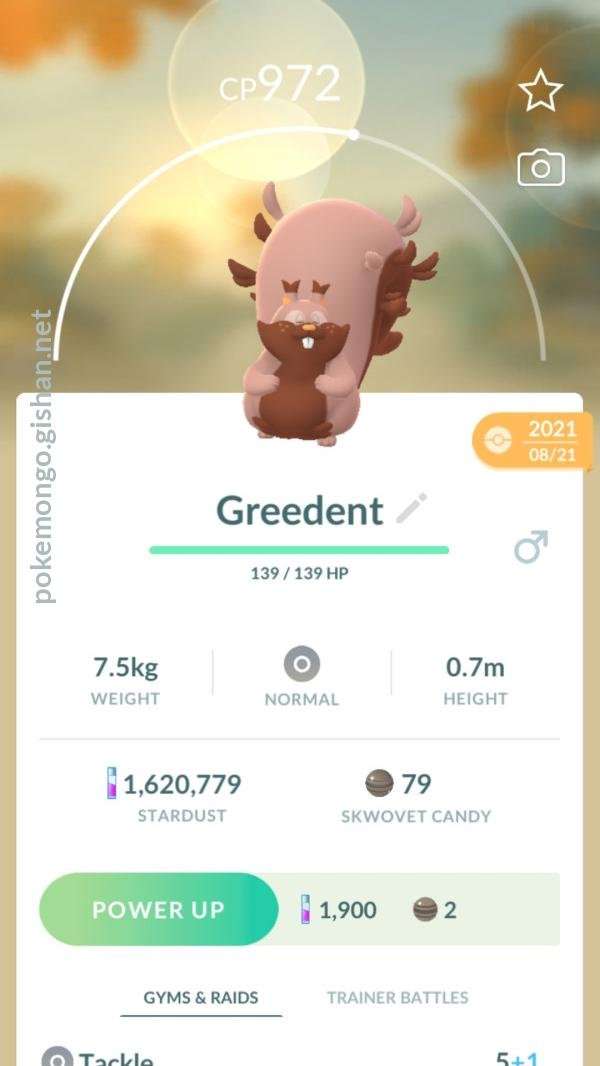 CP972
pokemongo.gishan.net
2021
08/21
Greedent
139 / 139 HP
7.5kg
WEIGHT
NORMAL
0.7m
HEIGHT
1,620,779
STARDUST
79
SKWOVET CANDY
POWER UP
1,900
2
GYMS & RAIDS
TRAINER BATTLES
Tackle
5+1